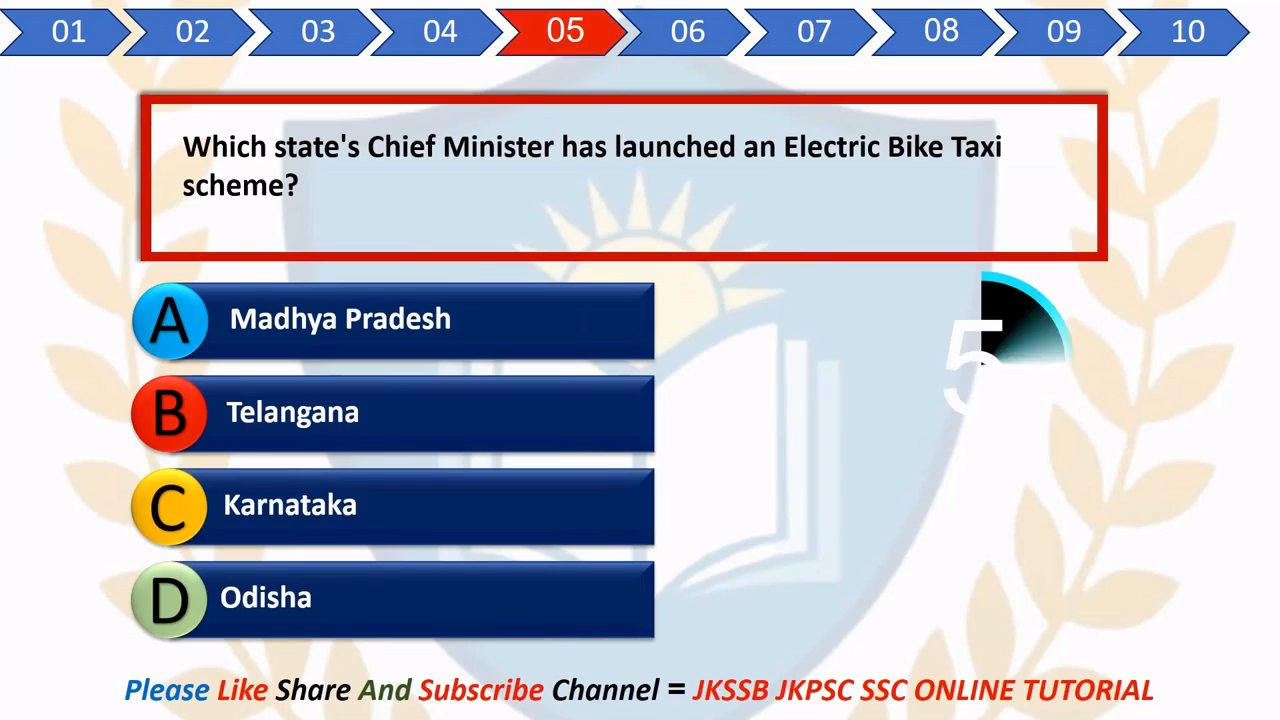 01 02 03 04 05 06 07 08 09 10
Which state's Chief Minister has launched an Electric Bike Taxi
scheme?
A Madhya Pradesh
5
B Telangana
C Karnataka
D Odisha
Please Like Share And Subscribe Channel = JKSSB JKPSC SSC ONLINE TUTORIAL